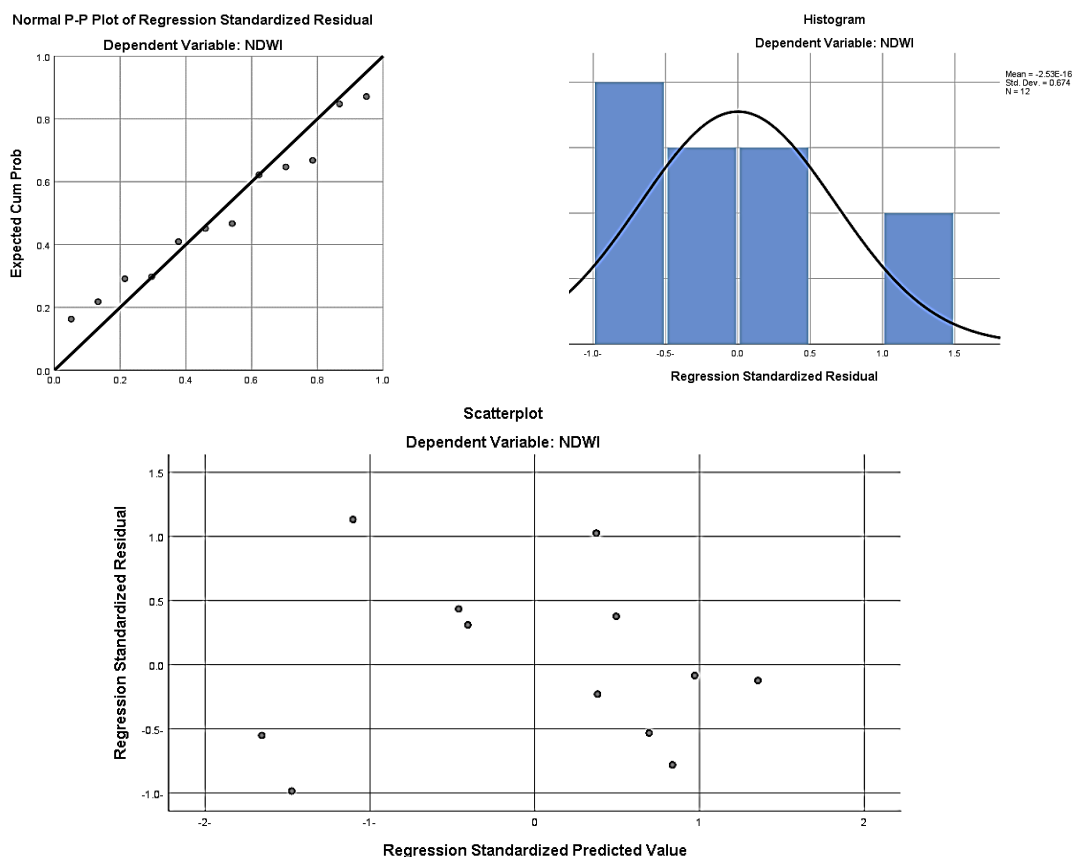 Normal P-P Plot of Regression Standardized Residual
Dependent Variable: NDWI
Expected Cum Prob
1.0
0.8
0.6
0.4
0.2
0.0
0.0 0.2 0.4 0.6 0.8 1.0
Histogram
Dependent Variable: NDWI
Mean = -2.53E-16
Std. Dev. = 0.674
N = 12
-1.0- -0.5- 0.0 0.5 1.0 1.5
Regression Standardized Residual
Scatterplot
Dependent Variable: NDWI
Regression Standardized Residual
1.5
1.0
0.5
0.0
-0.5-
-1.0-
-2- -1- 0 1 2
Regression Standardized Predicted Value